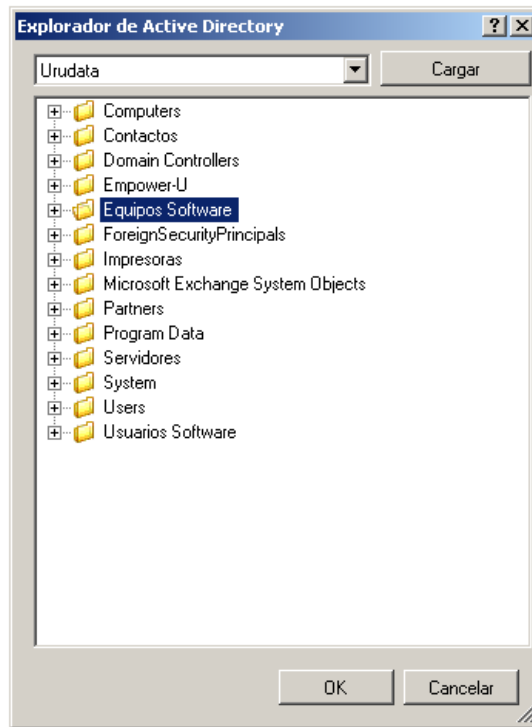 Explorador de Active Directory
Urudata
Cargar
Computers
Contactos
Domain Controllers
Empower-U
Equipos Software
ForeignSecurityPrincipals
Impresoras
Microsoft Exchange System Objects
Partners
Program Data
Servidores
System
Users
Usuarios Software
OK
Cancelar